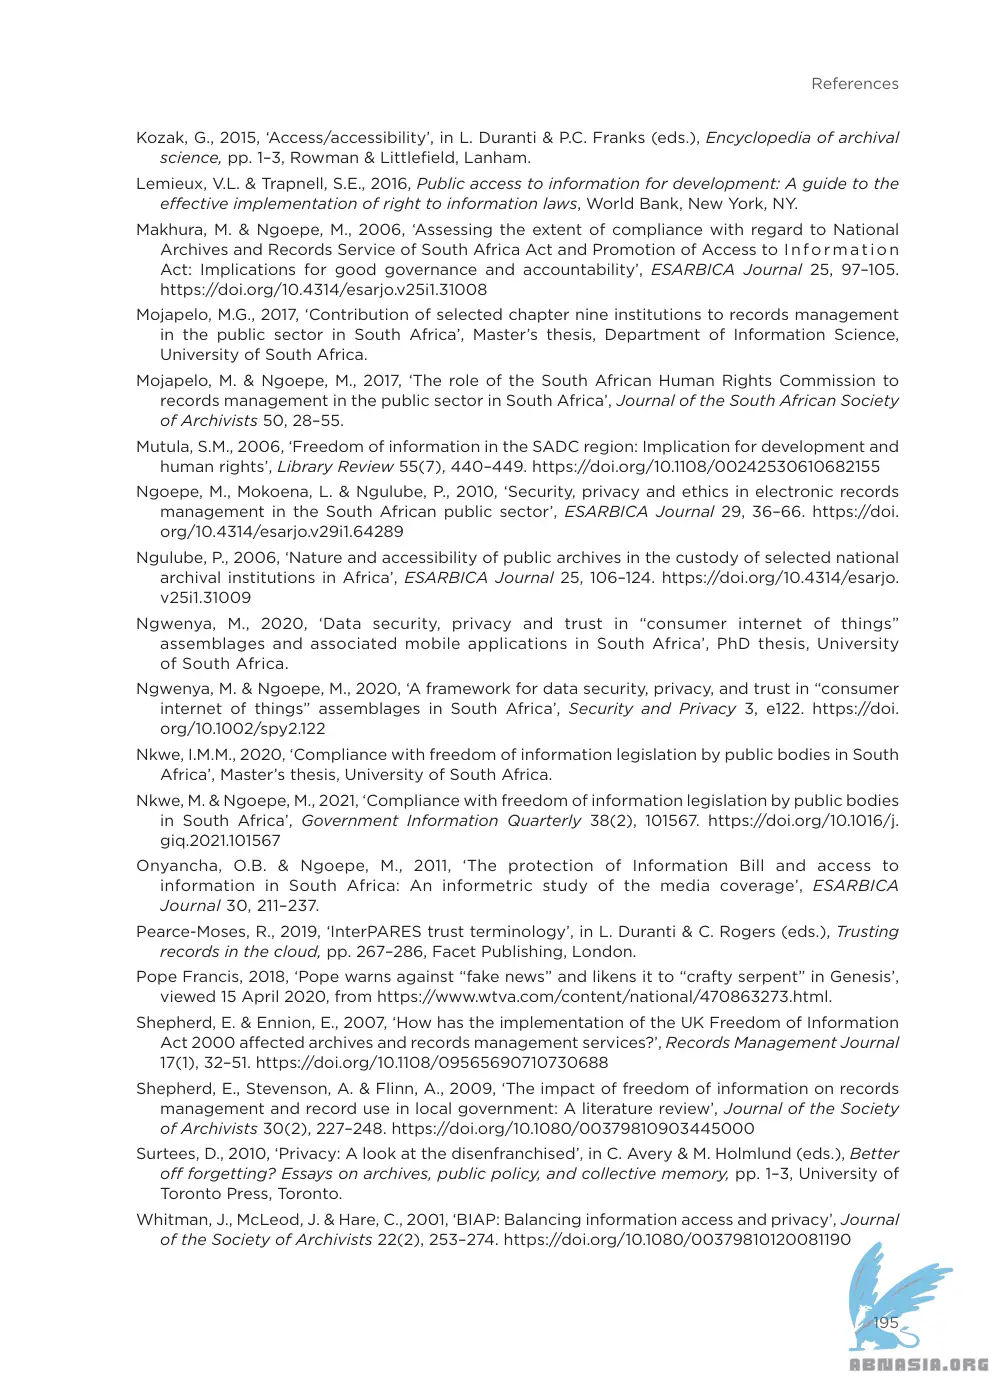 References
Kozak, G., 2015, ‘Access/accessibility’, in L. Duranti & P.C. Franks (eds.), Encyclopedia of archival
science, pp. 1–3, Rowman & Littlefield, Lanham.
Lemieux, V.L. & Trapnell, S.E., 2016, Public access to information for development: A guide to the
effective implementation of right to information laws, World Bank, New York, NY.
Makhura, M. & Ngoepe, M., 2006, ‘Assessing the extent of compliance with regard to National
Archives and Records Service of South Africa Act and Promotion of Access to Information
Act: Implications for good governance and accountability’, ESARBICA Journal 25, 97–105.
https://doi.org/10.4314/esarjo.v25i1.31008
Mojapelo, M.G., 2017, ‘Contribution of selected chapter nine institutions to records management
in the public sector in South Africa’, Master’s thesis, Department of Information Science,
University of South Africa.
Mojapelo, M. & Ngoepe, M., 2017, ‘The role of the South African Human Rights Commission to
records management in the public sector in South Africa’, Journal of the South African Society
of Archivists 50, 28–55.
Mutula, S.M., 2006, ‘Freedom of information in the SADC region: Implication for development and
human rights’, Library Review 55(7), 440–449. https://doi.org/10.1108/00242530610682155
Ngoepe, M., Mokoena, L. & Ngulube, P., 2010, ‘Security, privacy and ethics in electronic records
management in the South African public sector’, ESARBICA Journal 29, 36–66. https://doi.
org/10.4314/esarjo.v29i1.64289
Ngulube, P., 2006, ‘Nature and accessibility of public archives in the custody of selected national
archival institutions in Africa’, ESARBICA Journal 25, 106–124. https://doi.org/10.4314/esarjo.
v25i1.31009
Ngwenya, M., 2020, ‘Data security, privacy and trust in “consumer internet of things”
assemblages and associated mobile applications in South Africa’, PhD thesis, University
of South Africa.
Ngwenya, M. & Ngoepe, M., 2020, ‘A framework for data security, privacy, and trust in “consumer
internet of things” assemblages in South Africa’, Security and Privacy 3, e122. https://doi.
org/10.1002/spy2.122
Nkwe, I.M.M., 2020, ‘Compliance with freedom of information legislation by public bodies in South
Africa’, Master’s thesis, University of South Africa.
Nkwe, M. & Ngoepe, M., 2021, ‘Compliance with freedom of information legislation by public bodies
in South Africa’, Government Information Quarterly 38(2), 101567. https://doi.org/10.1016/j.
giq.2021.101567
Onyancha, O.B. & Ngoepe, M., 2011, ‘The protection of Information Bill and access to
information in South Africa: An informetric study of the media coverage’, ESARBICA
Journal 30, 211–237.
Pearce-Moses, R., 2019, ‘InterPARES trust terminology’, in L. Duranti & C. Rogers (eds.), Trusting
records in the cloud, pp. 267–286, Facet Publishing, London.
Pope Francis, 2018, ‘Pope warns against “fake news” and likens it to “crafty serpent” in Genesis’,
viewed 15 April 2020, from https://www.wtva.com/content/national/470863273.html.
Shepherd, E. & Ennion, E., 2007, ‘How has the implementation of the UK Freedom of Information
Act 2000 affected archives and records management services?’, Records Management Journal
17(1), 32–51. https://doi.org/10.1108/09565690710730688
Shepherd, E., Stevenson, A. & Flinn, A., 2009, ‘The impact of freedom of information on records
management and record use in local government: A literature review’, Journal of the Society
of Archivists 30(2), 227–248. https://doi.org/10.1080/00379810903445000
Surtees, D., 2010, ‘Privacy: A look at the disenfranchised’, in C. Avery & M. Holmlund (eds.), Better
off forgetting? Essays on archives, public policy, and collective memory, pp. 1–3, University of
Toronto Press, Toronto.
Whitman, J., McLeod, J. & Hare, C., 2001, ‘BIAP: Balancing information access and privacy’, Journal
of the Society of Archivists 22(2), 253–274. https://doi.org/10.1080/00379810120081190
195
ABNASIA.ORG